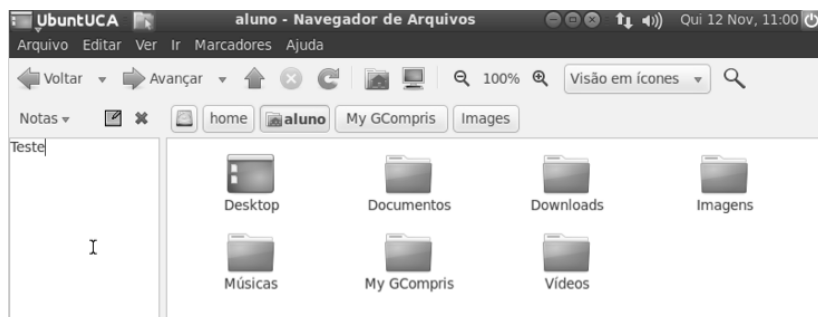 UbuntUCA aluno - Navegador de Arquivos Qui 12 Nov, 11:00
Arquivo Editar Ver Ir Marcadores Ajuda
Voltar Avançar 100% Visão em ícones
Notas home aluno My GCompris Images
Teste
Desktop Documentos Downloads Imagens
Músicas My GCompris Vídeos